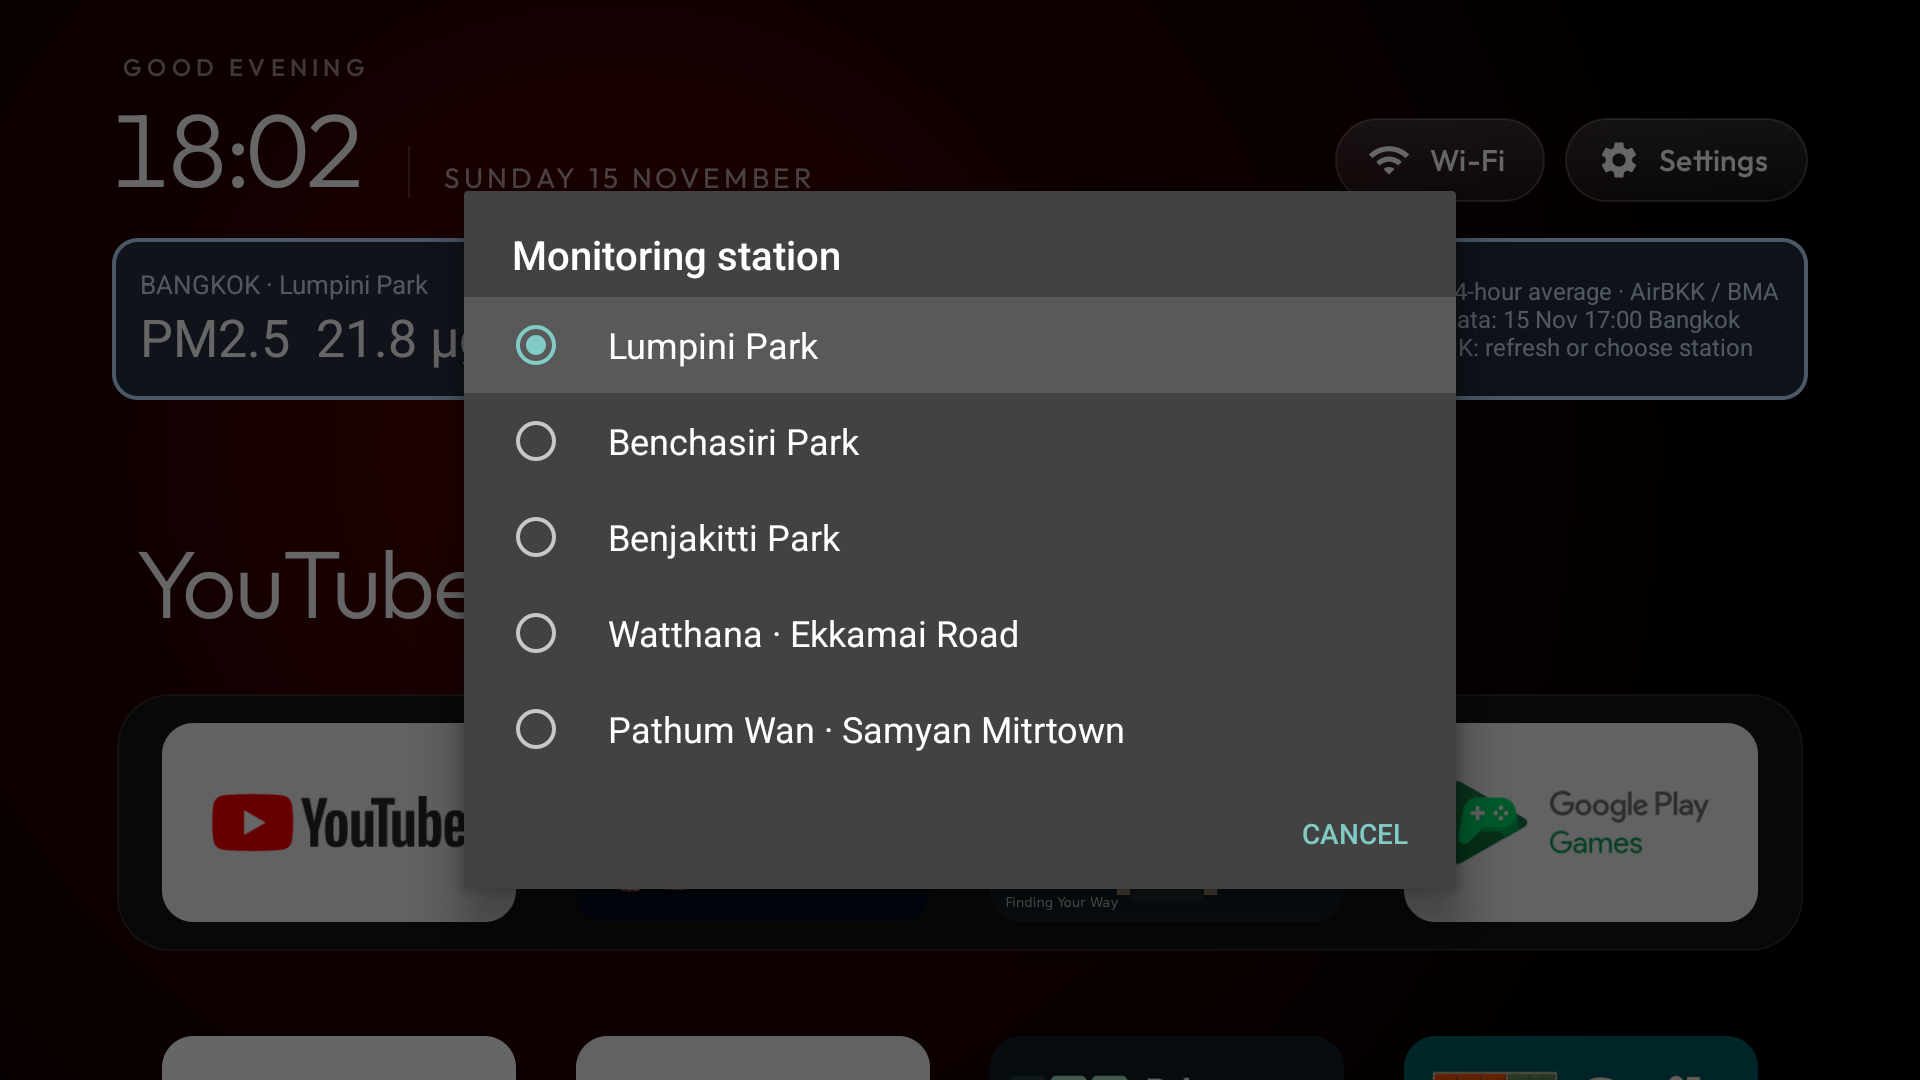 GOOD EVENING
18:02
SUNDAY 15 NOVEMBER
Wi-Fi
Settings
BANGKOK · Lumpini Park
PM2.5 21.8
4-hour average · AirBKK / BMA
ata: 15 Nov 17:00 Bangkok
K: refresh or choose station
Monitoring station
Lumpini Park
Benchasiri Park
Benjakitti Park
Watthana · Ekkamai Road
Pathum Wan · Samyan Mitrtown
CANCEL
YouTube
YouTube
Google Play
Games
Finding Your Way